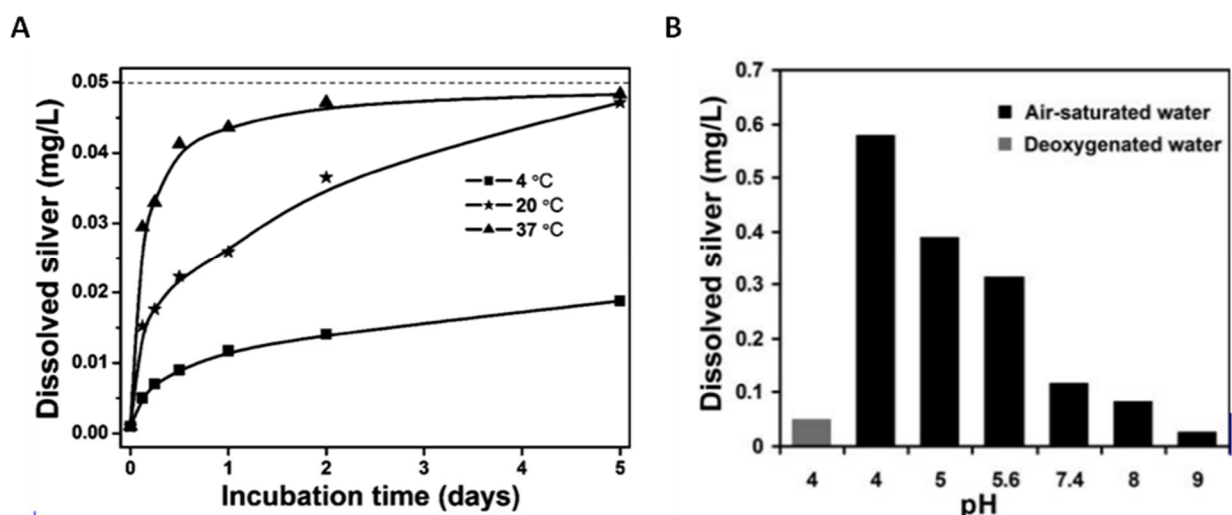 A
Dissolved silver (mg/L)
0.05
0.04
0.03
0.02
0.01
0.00
4 °C
20 °C
37 °C
0 1 2 3 4 5
Incubation time (days)
B
Dissolved silver (mg/L)
0.7
0.6
0.5
0.4
0.3
0.2
0.1
0
Air-saturated water
Deoxygenated water
4 4 5 5.6 7.4 8 9
pH